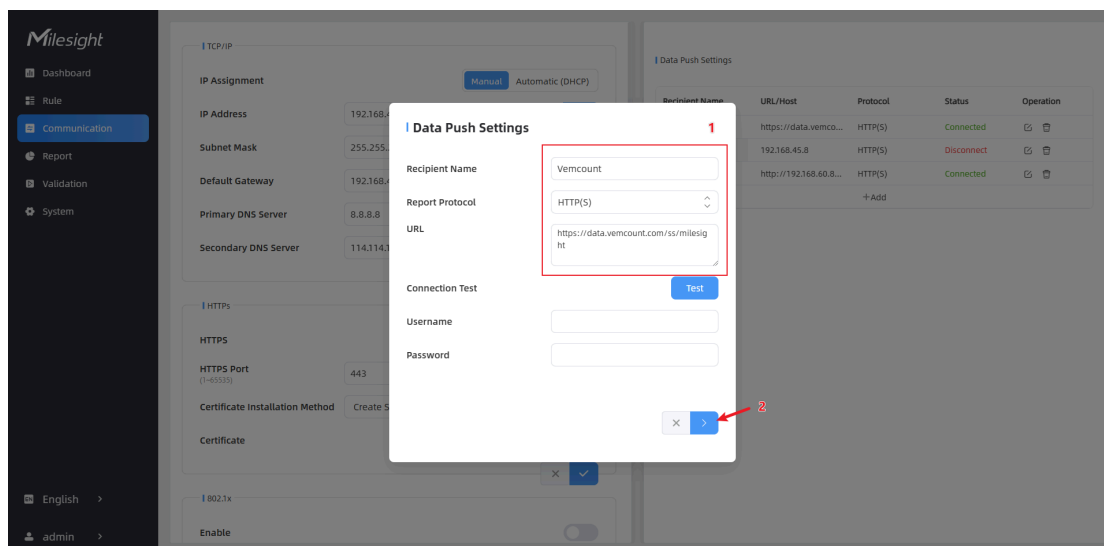 Milesight
Dashboard
Rule
Communication
Report
Validation
System
English
admin
TCP/IP
IP Assignment
Manual
Automatic (DHCP)
IP Address
192.168.4
Subnet Mask
255.255.
Default Gateway
192.168.4
Primary DNS Server
8.8.8.8
Secondary DNS Server
114.114.1
HTTPs
HTTPS
HTTPS Port
(1~65535)
443
Certificate Installation Method
Create S
Certificate
802.1x
Enable
Data Push Settings
1
Recipient Name
Vemcount
Report Protocol
HTTP(S)
URL
https://data.vemcount.com/ss/milesig
ht
Connection Test
Test
Username
Password
2
Data Push Settings
Recipient Name URL/Host Protocol Status Operation
https://data.vemco... HTTP(S) Connected
192.168.45.8 HTTP(S) Disconnect
http://192.168.60.8... HTTP(S) Connected
+Add